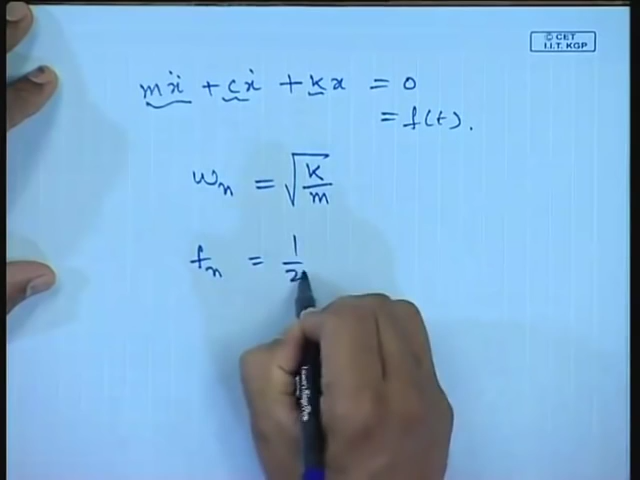 © CET
I.I.T. KGP
mẍ + cẋ + kx = 0
= f(t).
ωn = √(k/m)
fn = 1/2